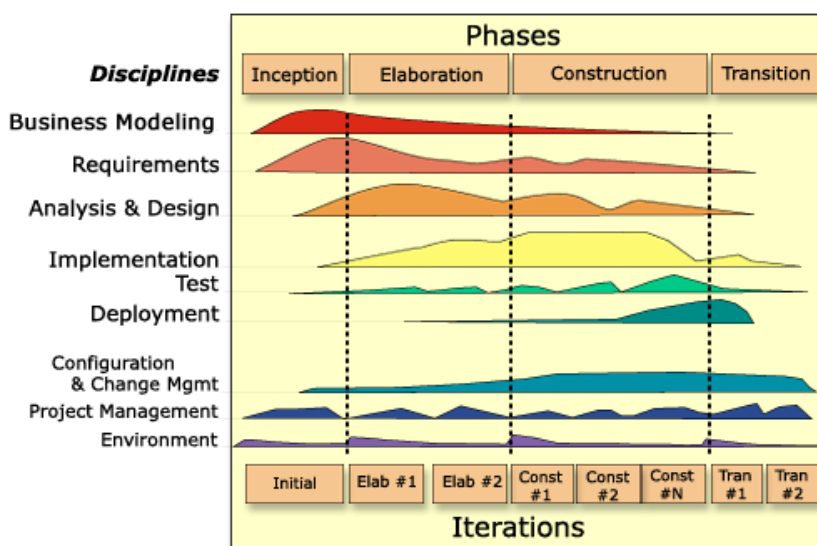 Phases
Disciplines
Inception
Elaboration
Construction
Transition
Business Modeling
Requirements
Analysis & Design
Implementation
Test
Deployment
Configuration
& Change Mgmt
Project Management
Environment
Initial
Elab #1
Elab #2
Const
#1
Const
#2
Const
#N
Tran
#1
Tran
#2
Iterations